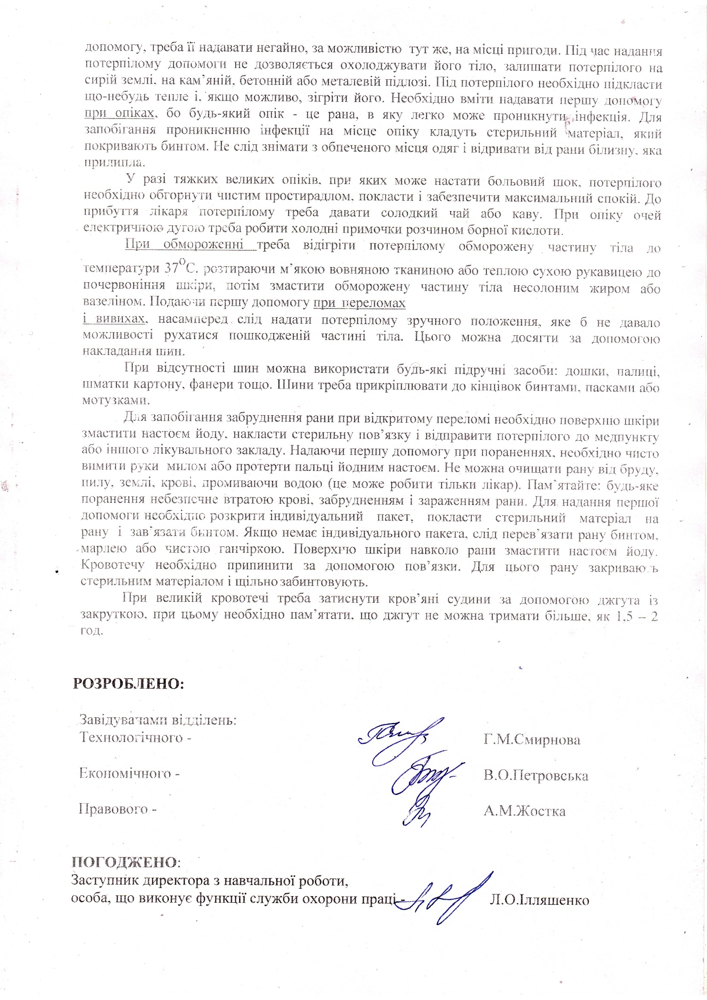 допомогу, треба її надавати негайно, за можливістю тут же, на місці пригоди. Під час надання
потерпілому допомоги не дозволяється охолоджувати його тіло, залишати потерпілого на
сирій землі, на кам’яній, бетонній або металевій підлозі. Під потерпілого необхідно підкласти
що-небудь тепле і, якщо можливо, зігріти його. Необхідно вміти надавати першу допомогу
при опіках, бо будь-який опік - це рана, в яку легко може проникнути інфекція. Для
запобігання проникненню інфекції на місце опіку кладуть стерильний матеріал, який
покривають бинтом. Не слід знімати з обпеченого місця одяг і відривати від рани білизну, яка
прилипла.
У разі тяжких великих опіків, при яких може настати больовий шок, потерпілого
необхідно обгорнути чистим простирадлом, покласти і забезпечити максимальний спокій. До
прибуття лікаря потерпілому треба давати солодкий чай або каву. При опіку очей
електричною дугою треба робити холодні примочки розчином борної кислоти.
При обмороженні треба відігріти потерпілому обморожену частину тіла до
температури 37⁰С, розтираючи м’якою вовняною тканиною або теплою сухою рукавицею до
почервоніння шкіри, потім змастити обморожену частину тіла несолоним жиром або
вазеліном. Подаючи першу допомогу при переломах
і вивихах, насамперед слід надати потерпілому зручного положення, яке б не давало
можливості рухатися пошкодженій частині тіла. Цього можна досягти за допомогою
накладання шин.
При відсутності шин можна використати будь-які підручні засоби: дошки, палиці,
шматки картону, фанери тощо. Шини треба прикріплювати до кінцівок бинтами, пасками або
мотузками.
Для запобігання забруднення рани при відкритому переломі необхідно поверхню шкіри
змастити настоєм йоду, накласти стерильну пов’язку і відправити потерпілого до медпункту
або іншого лікувального закладу. Надаючи першу допомогу при пораненнях, необхідно чисто
вимити руки милом або протерти пальці йодним настоєм. Не можна очищати рану від бруду,
пилу, землі, крові, промиваючи водою (це може робити тільки лікар). Пам’ятайте: будь-яке
поранення небезпечне втратою крові, забрудненням і зараженням рани. Для надання першої
допомоги необхідно розкрити індивідуальний пакет, покласти стерильний матеріал на
рану і зав’язати бинтом. Якщо немає індивідуального пакета, слід перев’язати рану бинтом,
марлею або чистою ганчіркою. Поверхню шкіри навколо рани змастити настоєм йоду.
Кровотечу необхідно припинити за допомогою пов’язки. Для цього рану закривають
стерильним матеріалом і щільно забинтовують.
При великій кровотечі треба затиснути кров’яні судини за допомогою джгута із
закруткою, при цьому необхідно пам’ятати, що джгут не можна тримати більше, як 1,5 – 2
год.
РОЗРОБЛЕНО:
Завідувачами відділень:
Технологічного - Г.М.Смирнова
Економічного - В.О.Петровська
Правового - А.М.Жостка
ПОГОДЖЕНО:
Заступник директора з навчальної роботи,
особа, що виконує функції служби охорони праці - Л.О.Ілляшенко